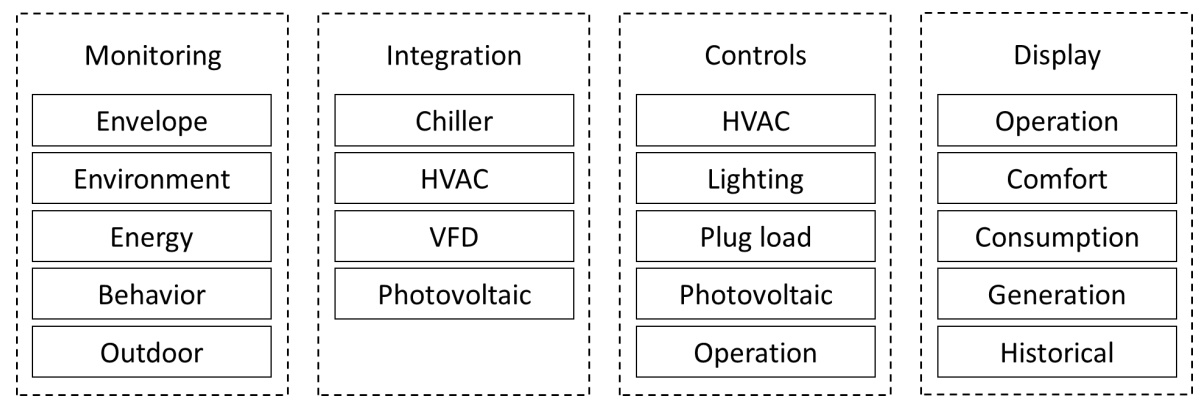 Monitoring
Envelope
Environment
Energy
Behavior
Outdoor
Integration
Chiller
HVAC
VFD
Photovoltaic
Controls
HVAC
Lighting
Plug load
Photovoltaic
Operation
Display
Operation
Comfort
Consumption
Generation
Historical